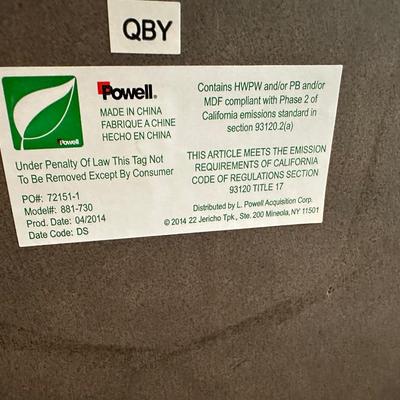 QBY
Powell
Powell.
MADE IN CHINA
FABRIQUE A CHINE
HECHO EN CHINA
Under Penalty Of Law This Tag Not
To Be Removed Except By Consumer
PO#: 72151-1
Model#: 881-730
Prod. Date: 04/2014
Date Code: DS
Contains HWPW and/or PB and/or
MDF compliant with Phase 2 of
California emissions standard in
section 93120.2(a)
THIS ARTICLE MEETS THE EMISSION
REQUIREMENTS OF CALIFORNIA
CODE OF REGULATIONS SECTION
93120 TITLE 17
Distributed by L. Powell Acquisition Corp.
© 2014 22 Jericho Tpk., Ste. 200 Mineola, NY 11501